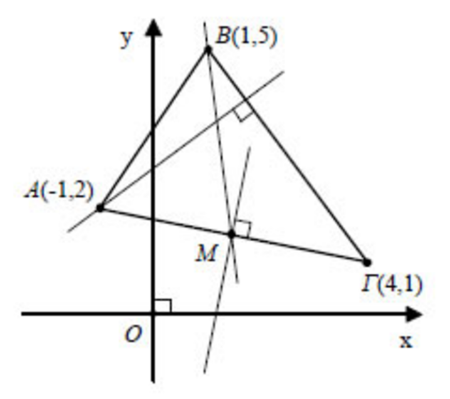 y
B(1,5)
A(-1,2)
M
Γ(4,1)
O
x